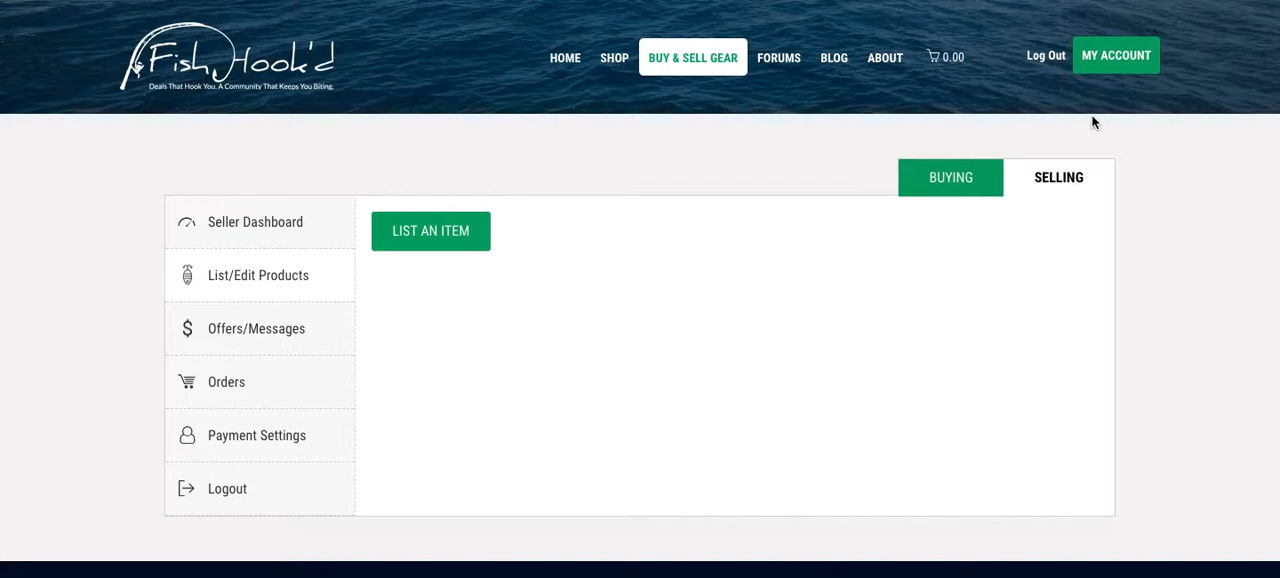 Fish Hook'd
Deals That Hook You. A Community That Keeps You Biting.
HOME SHOP BUY & SELL GEAR FORUMS BLOG ABOUT 0.00 Log Out MY ACCOUNT
BUYING SELLING
Seller Dashboard
LIST AN ITEM
List/Edit Products
Offers/Messages
Orders
Payment Settings
Logout